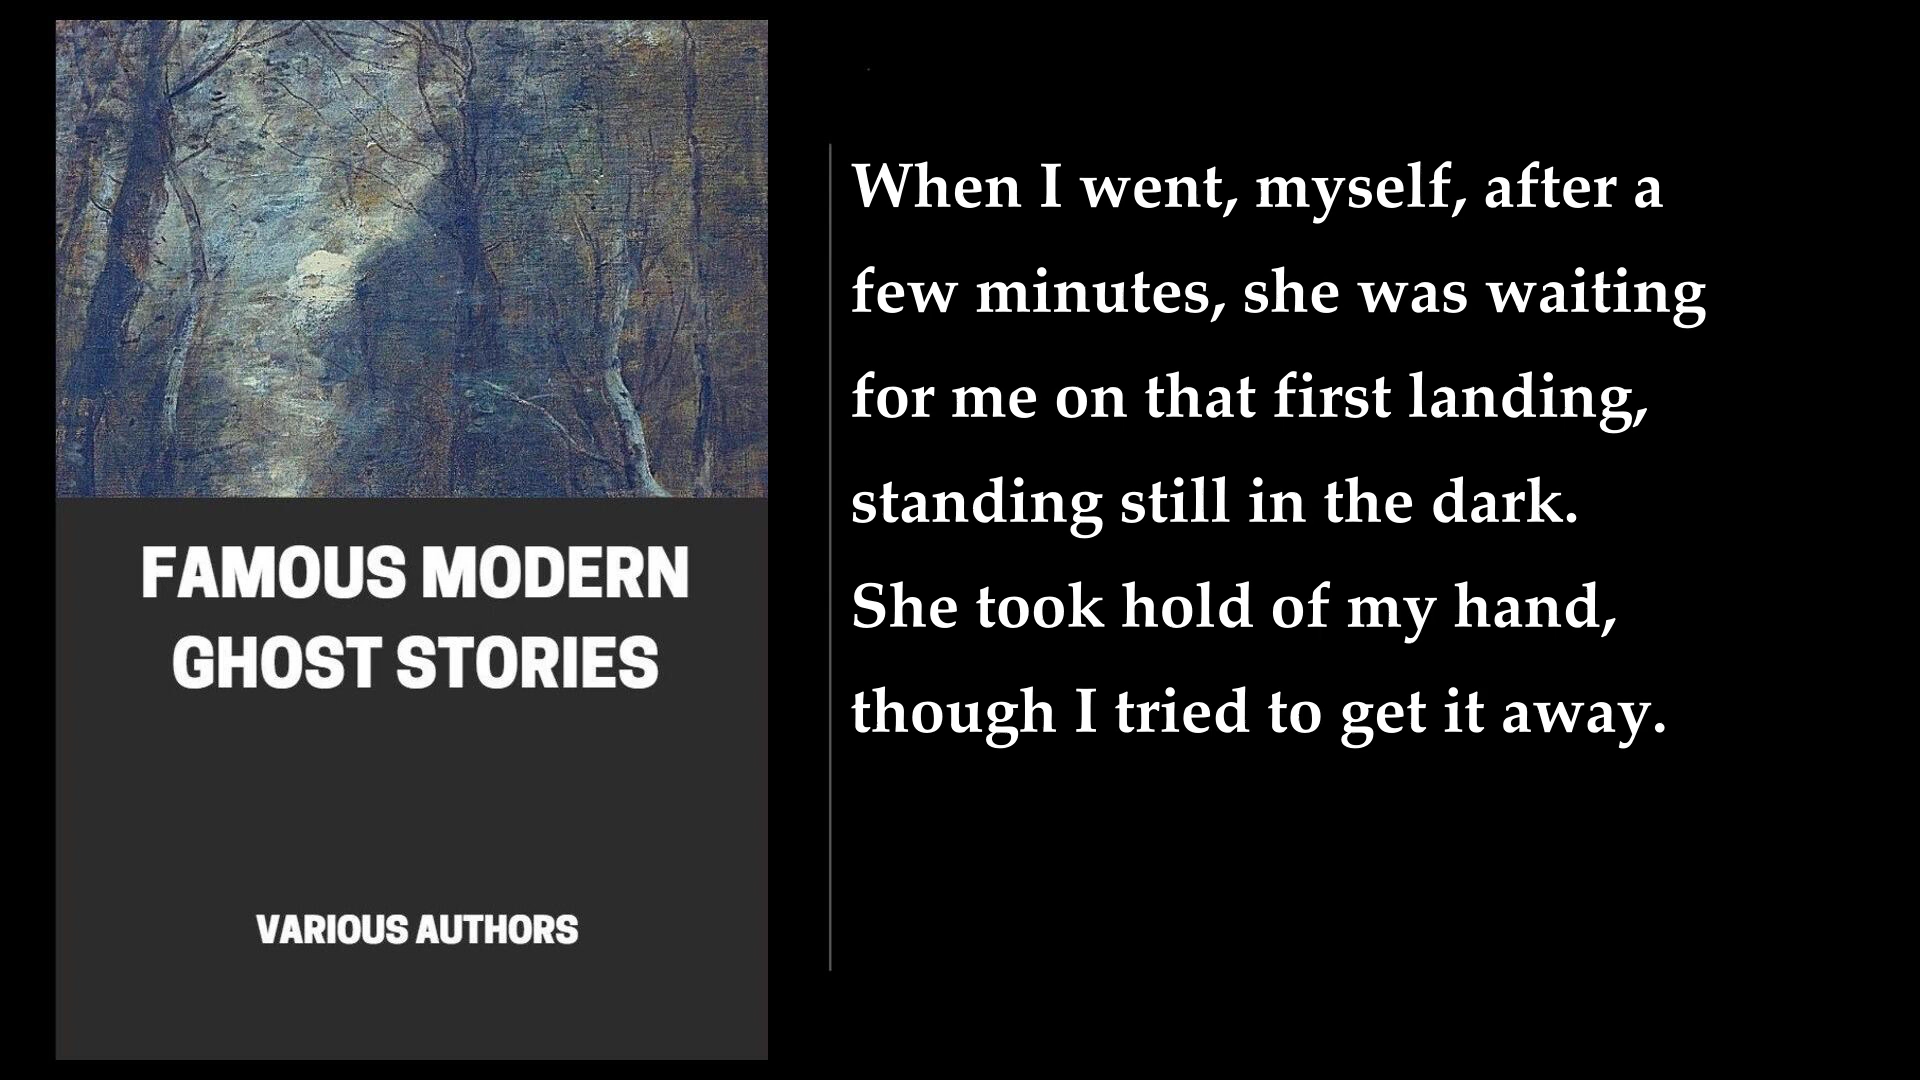 FAMOUS MODERN
GHOST STORIES
VARIOUS AUTHORS
When I went, myself, after a
few minutes, she was waiting
for me on that first landing,
standing still in the dark.
She took hold of my hand,
though I tried to get it away.